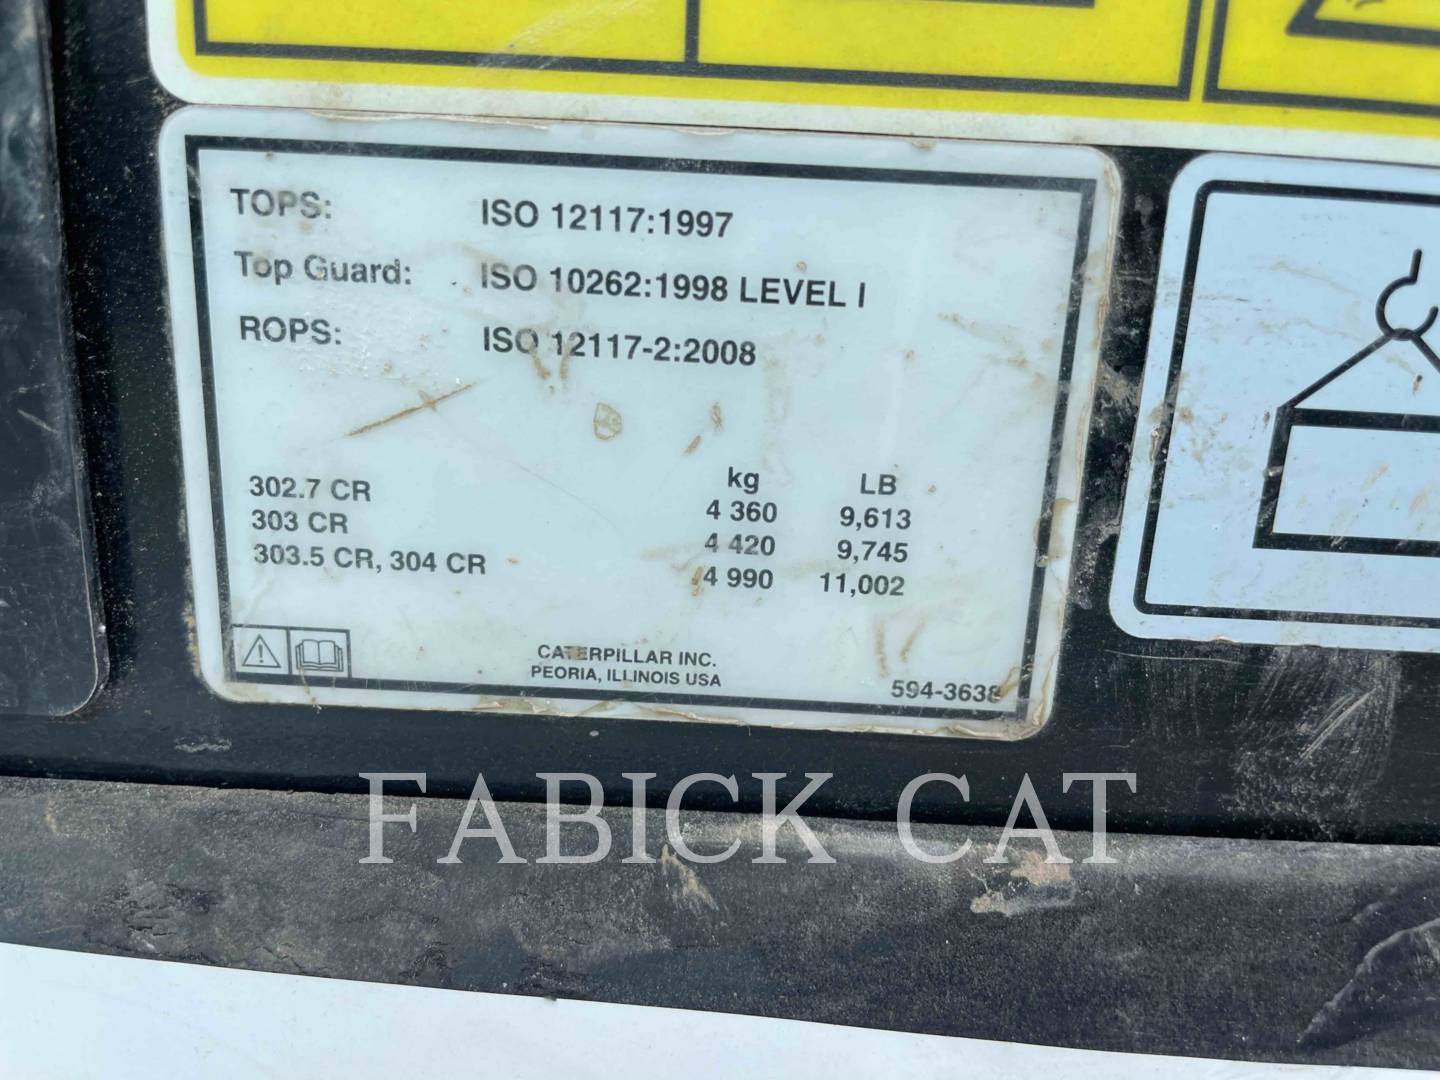 TOPS: ISO 12117:1997
Top Guard: ISO 10262:1998 LEVEL I
ROPS: ISO 12117-2:2008
kg LB
302.7 CR 4 360 9,613
303 CR 4 420 9,745
303.5 CR, 304 CR 4 990 11,002
CATERPILLAR INC.
PEORIA, ILLINOIS USA
594-3638
FABICK CAT